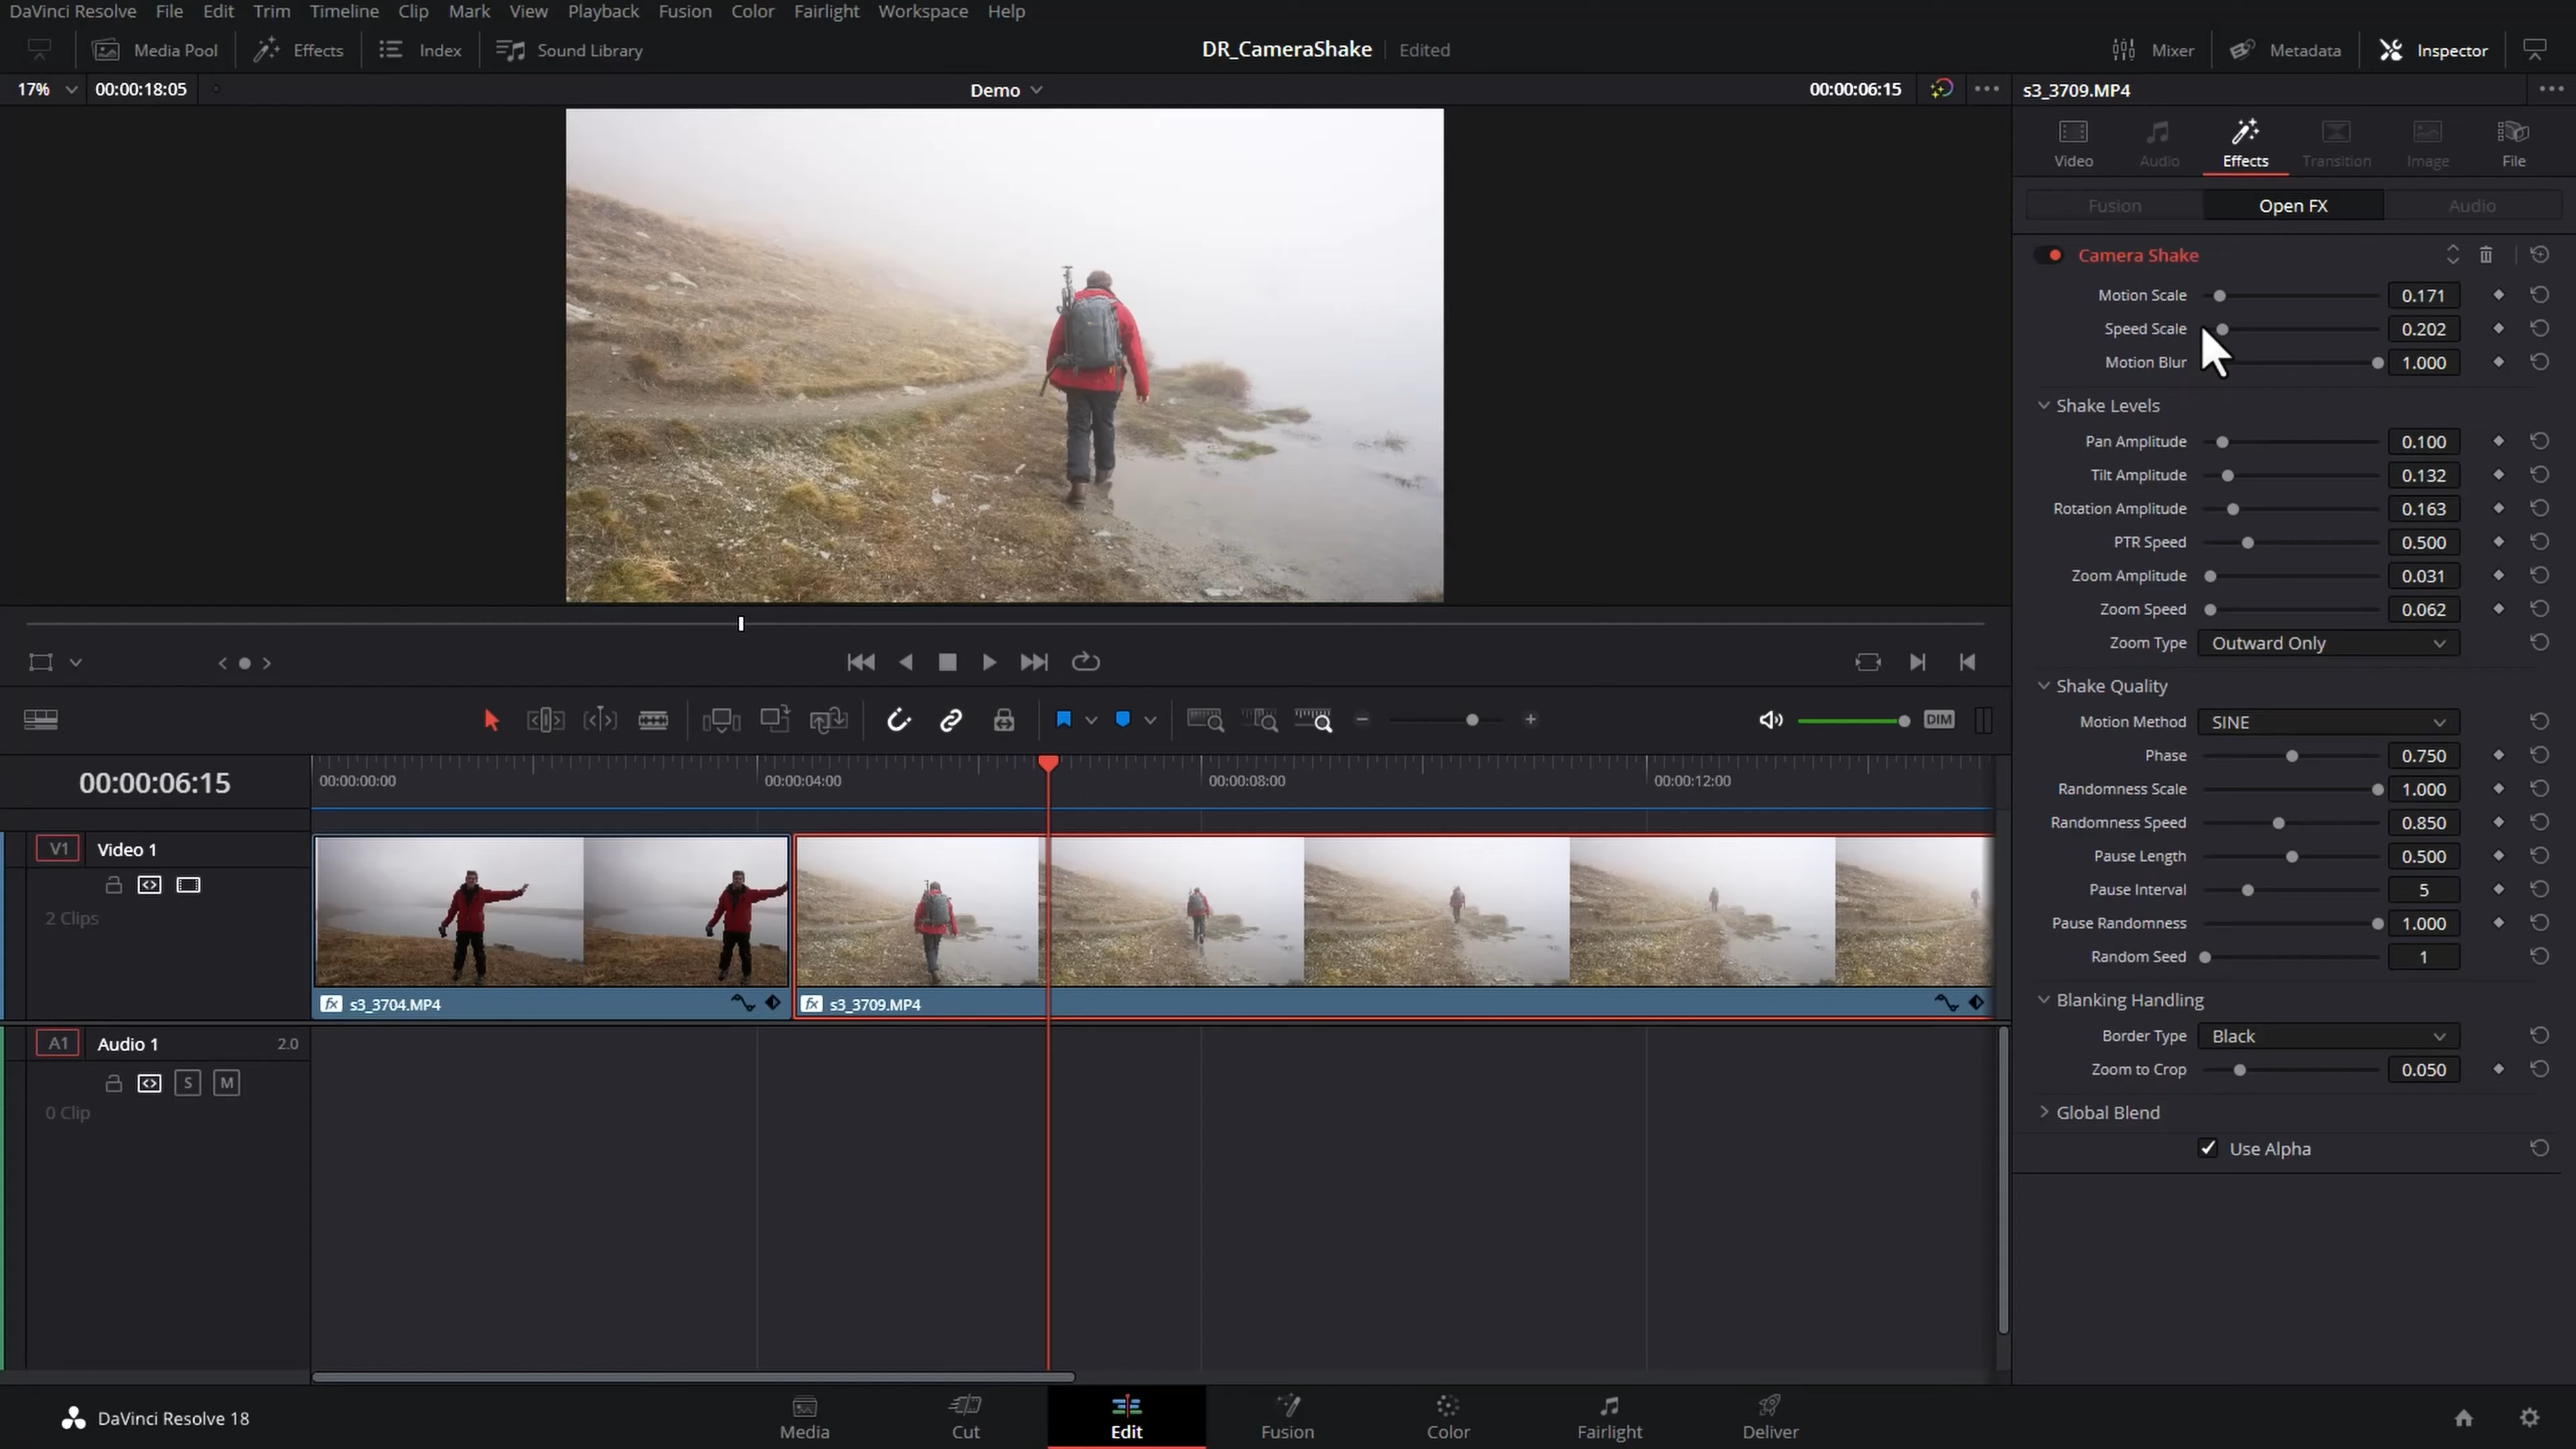 DaVinci Resolve File Edit Trim Timeline Clip Mark View Playback Fusion Color Fairlight Workspace Help
Media Pool Effects Index Sound Library DR_CameraShake Edited Mixer Metadata Inspector
17% 00:00:18:05 Demo 00:00:06:15 s3_3709.MP4
Video Audio Effects Transition Image File
Fusion Open FX Audio
Camera Shake
Motion Scale 0.171
Speed Scale 0.202
Motion Blur 1.000
Shake Levels
Pan Amplitude 0.100
Tilt Amplitude 0.132
Rotation Amplitude 0.163
PTR Speed 0.500
Zoom Amplitude 0.031
Zoom Speed 0.062
Zoom Type Outward Only
Shake Quality
Motion Method SINE
Phase 0.750
Randomness Scale 1.000
Randomness Speed 0.850
Pause Length 0.500
Pause Interval 5
Pause Randomness 1.000
Random Seed 1
Blanking Handling
Border Type Black
Zoom to Crop 0.050
Global Blend
Use Alpha
DIM
00:00:06:15 00:00:00:00 00:00:04:00 00:00:08:00 00:00:12:00
V1 Video 1
2 Clips
fx s3_3704.MP4 fx s3_3709.MP4
A1 Audio 1 2.0
S M
0 Clip
DaVinci Resolve 18 Media Cut Edit Fusion Color Fairlight Deliver